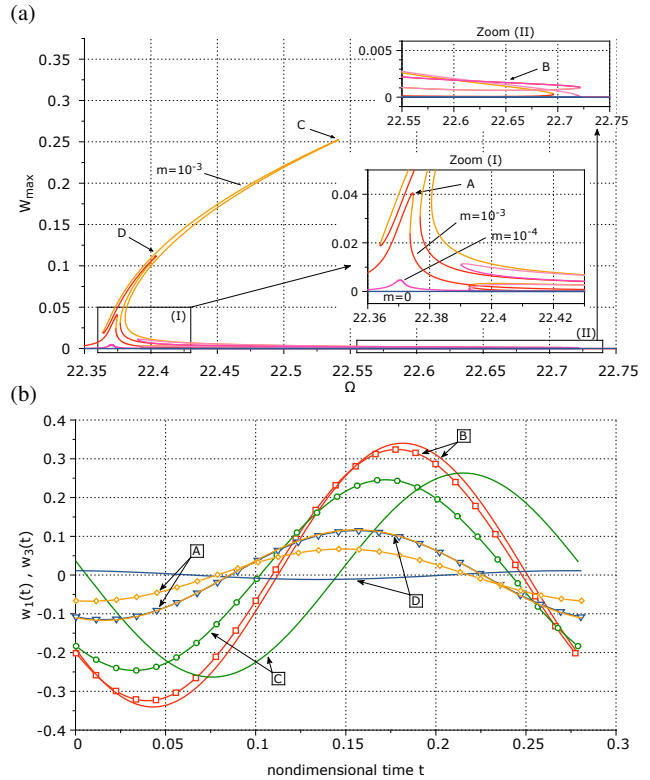 (a)
Zoom (II)
0.005
B
0
22.55 22.6 22.65 22.7 22.75
0.35
0.3
0.25
0.2
0.15
0.1
0.05
0
W_max
C
m=10^-3
D
(I)
(II)
Zoom (I)
0.04
0.02
0
A
m=10^-3
m=10^-4
m=0
22.36 22.38 22.4 22.42
22.35 22.4 22.45 22.5 22.55 22.6 22.65 22.7 22.75
Ω
(b)
0.4
0.3
0.2
0.1
0
-0.1
-0.2
-0.3
-0.4
w_1(t) , w_3(t)
B
A
D
C
0 0.05 0.1 0.15 0.2 0.25 0.3
nondimensional time t